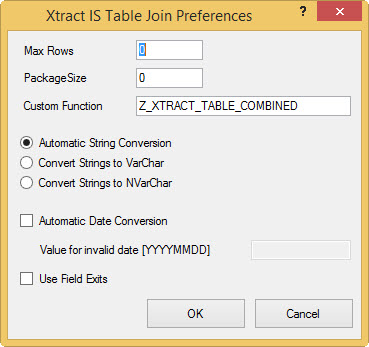 Xtract IS Table Join Preferences
?
Max Rows 0
PackageSize 0
Custom Function Z_XTRACT_TABLE_COMBINED
Automatic String Conversion
Convert Strings to VarChar
Convert Strings to NVarChar
Automatic Date Conversion
Value for invalid date [YYYYMMDD]
Use Field Exits
OK Cancel